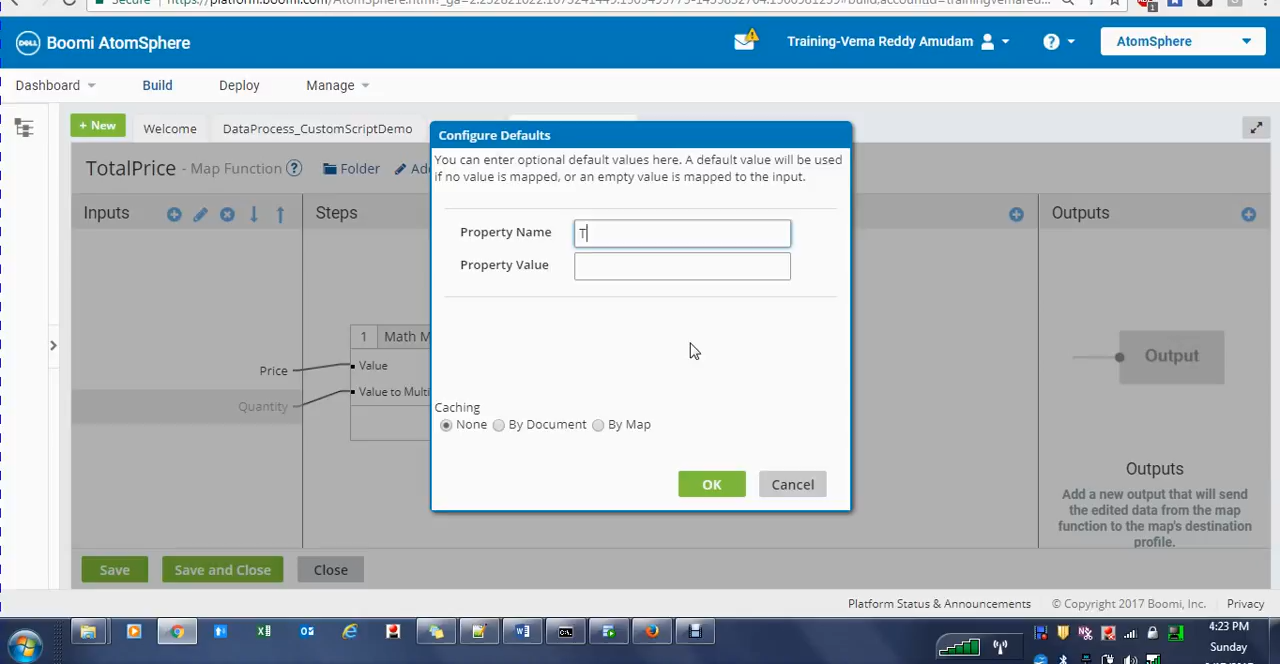 Boomi AtomSphere
Training-Vema Reddy Amudam
AtomSphere
Dashboard
Build
Deploy
Manage
+ New
Welcome
DataProcess_CustomScriptDemo
TotalPrice - Map Function
Folder
Inputs
Steps
Outputs
Configure Defaults
You can enter optional default values here. A default value will be used
if no value is mapped, or an empty value is mapped to the input.
Property Name
T
Property Value
1
Math M
Price
Value
Quantity
Value to Multi
Output
Caching
None
By Document
By Map
OK
Cancel
Outputs
Add a new output that will send
the edited data from the map
function to the map's destination
profile.
Save
Save and Close
Close
Platform Status & Announcements
© Copyright 2017 Boomi, Inc.
Privacy
4:23 PM
Sunday